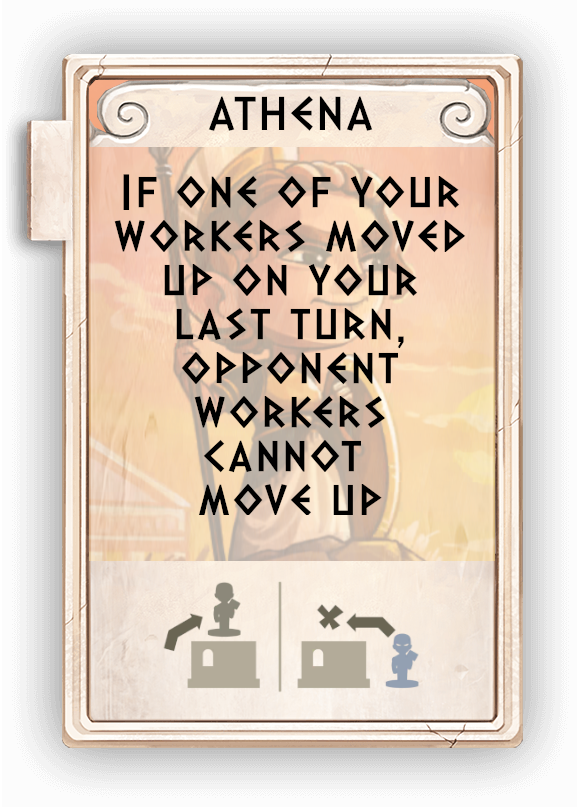 ATHENA
IF ONE OF YOUR
WORKERS MOVED
UP ON YOUR
LAST TURN,
OPPONENT
WORKERS
CANNOT
MOVE UP